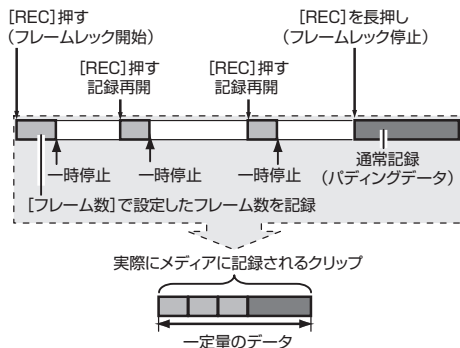 [REC]押す
（フレームレック開始）
[REC]を長押し
（フレームレック停止）
[REC]押す
記録再開
[REC]押す
記録再開
一時停止
一時停止
一時停止
通常記録
（パディングデータ）
[フレーム数]で設定したフレーム数を記録
実際にメディアに記録されるクリップ
一定量のデータ